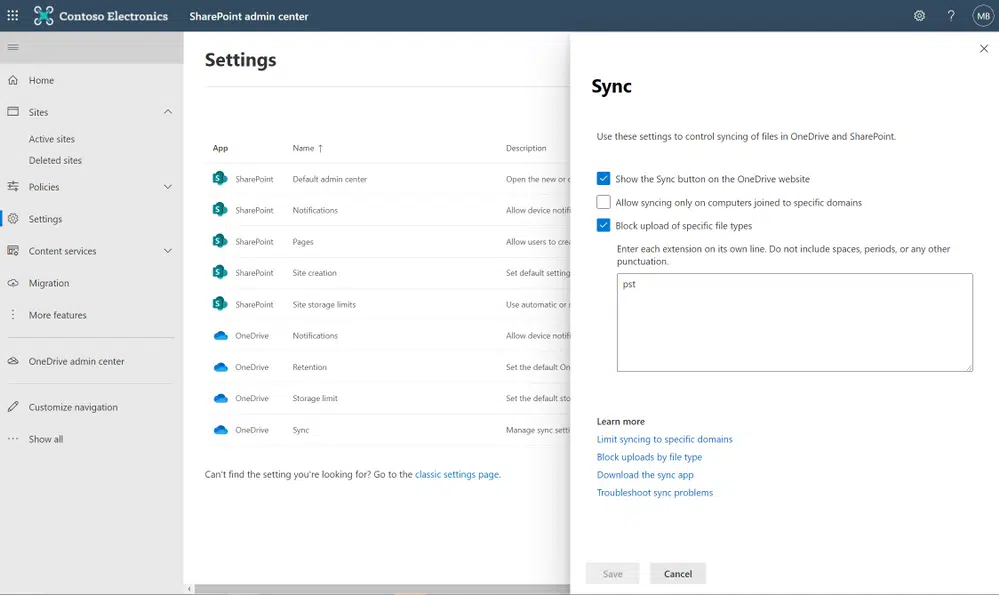 Contoso Electronics SharePoint admin center ? MB
Home
Sites
Active sites
Deleted sites
Policies
Settings
Content services
Migration
More features
OneDrive admin center
Customize navigation
Show all
Settings
App Name ↑ Description
SharePoint Default admin center Open the new or
SharePoint Notifications Allow device notifi
SharePoint Pages Allow users to crea
SharePoint Site creation Set default setting
SharePoint Site storage limits Use automatic or
OneDrive Notifications Allow device notifi
OneDrive Retention Set the default On
OneDrive Storage limit Set the default sto
OneDrive Sync Manage sync setti
Can't find the setting you're looking for? Go to the classic settings page.
Sync
Use these settings to control syncing of files in OneDrive and SharePoint.
Show the Sync button on the OneDrive website
Allow syncing only on computers joined to specific domains
Block upload of specific file types
Enter each extension on its own line. Do not include spaces, periods, or any other
punctuation.
pst
Learn more
Limit syncing to specific domains
Block uploads by file type
Download the sync app
Troubleshoot sync problems
Save Cancel